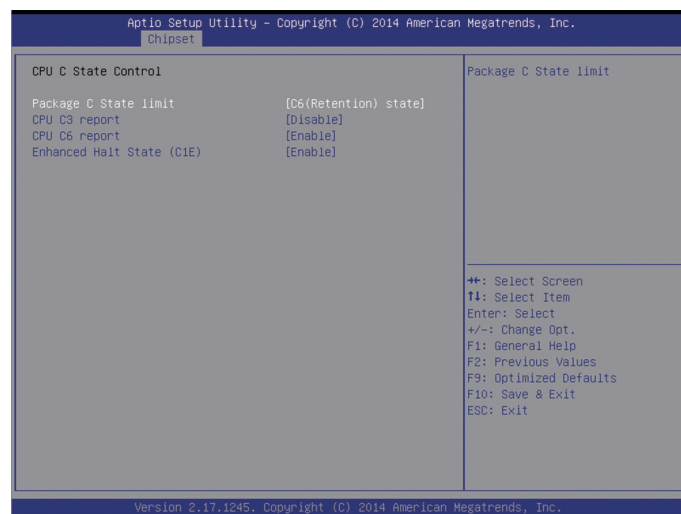 Aptio Setup Utility – Copyright (C) 2014 American Megatrends, Inc.
Chipset
CPU C State Control
Package C State limit [C6(Retention) state]
CPU C3 report [Disable]
CPU C6 report [Enable]
Enhanced Halt State (C1E) [Enable]
Package C State limit
→←: Select Screen
↑↓: Select Item
Enter: Select
+/-: Change Opt.
F1: General Help
F2: Previous Values
F9: Optimized Defaults
F10: Save & Exit
ESC: Exit
Version 2.17.1245. Copyright (C) 2014 American Megatrends, Inc.